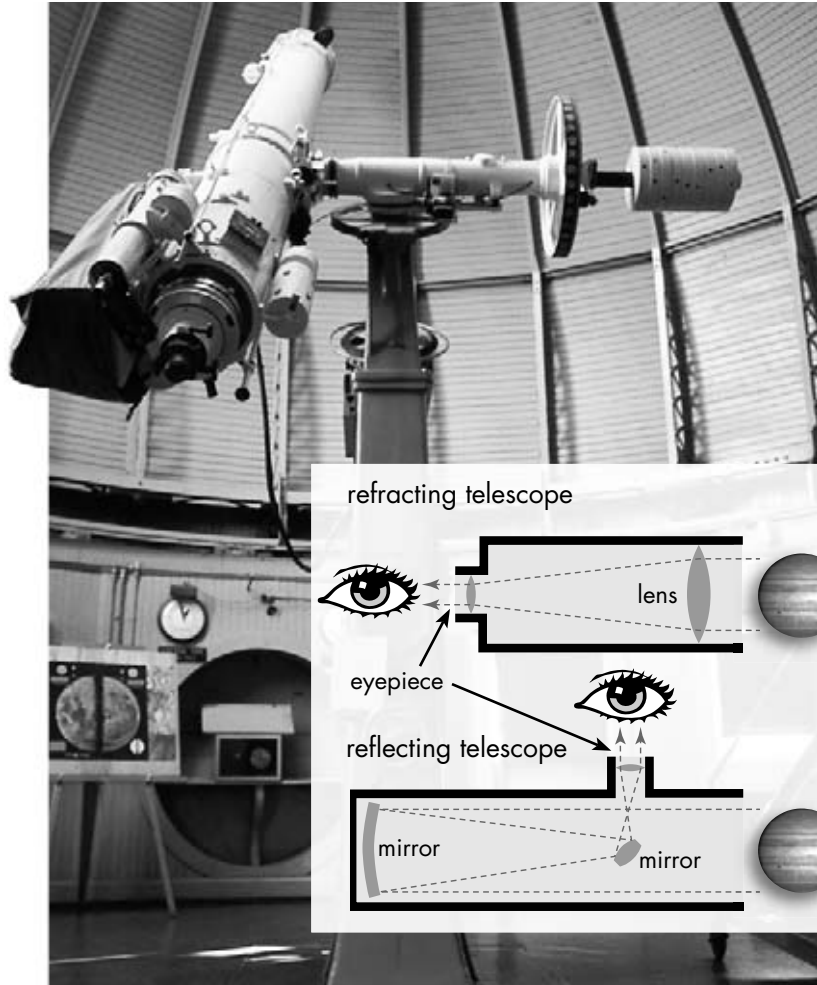 refracting telescope
lens
eyepiece
reflecting telescope
mirror
mirror